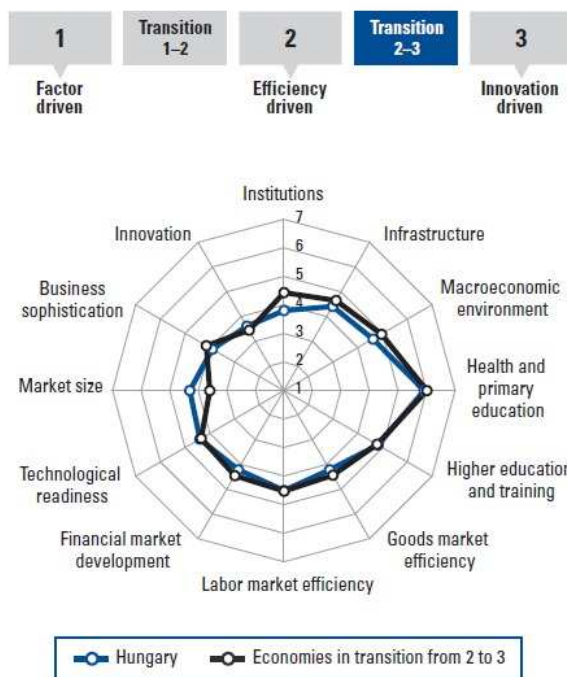 1
Transition
1–2
2
Transition
2–3
3
Factor
driven
Efficiency
driven
Innovation
driven
Institutions
7
Innovation
Infrastructure
6
Business
sophistication
5
Macroeconomic
environment
4
3
2
Market size
1
Health and
primary
education
Technological
readiness
Higher education
and training
Financial market
development
Goods market
efficiency
Labor market efficiency
Hungary
Economies in transition from 2 to 3